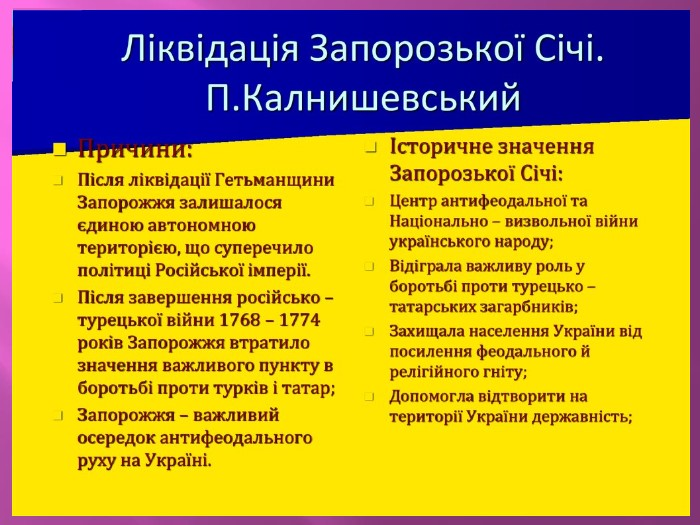 Ліквідація Запорозької Січі.
П.Калнишевський
Причини:
Після ліквідації Гетьманщини
Запорожжя залишалося
єдиною автономною
територією, що суперечило
політиці Російської імперії.
Після завершення російсько –
турецької війни 1768 – 1774
років Запорожжя втратило
значення важливого пункту в
боротьбі проти турків і татар;
Запорожжя – важливий
осередок антифеодального
руху на Україні.
Історичне значення
Запорозької Січі:
Центр антифеодальної та
Національно – визвольної війни
українського народу;
Відіграла важливу роль у
боротьбі проти турецько –
татарських загарбників;
Захищала населення України від
посилення феодального й
релігійного гніту;
Допомогла відтворити на
території України державність;